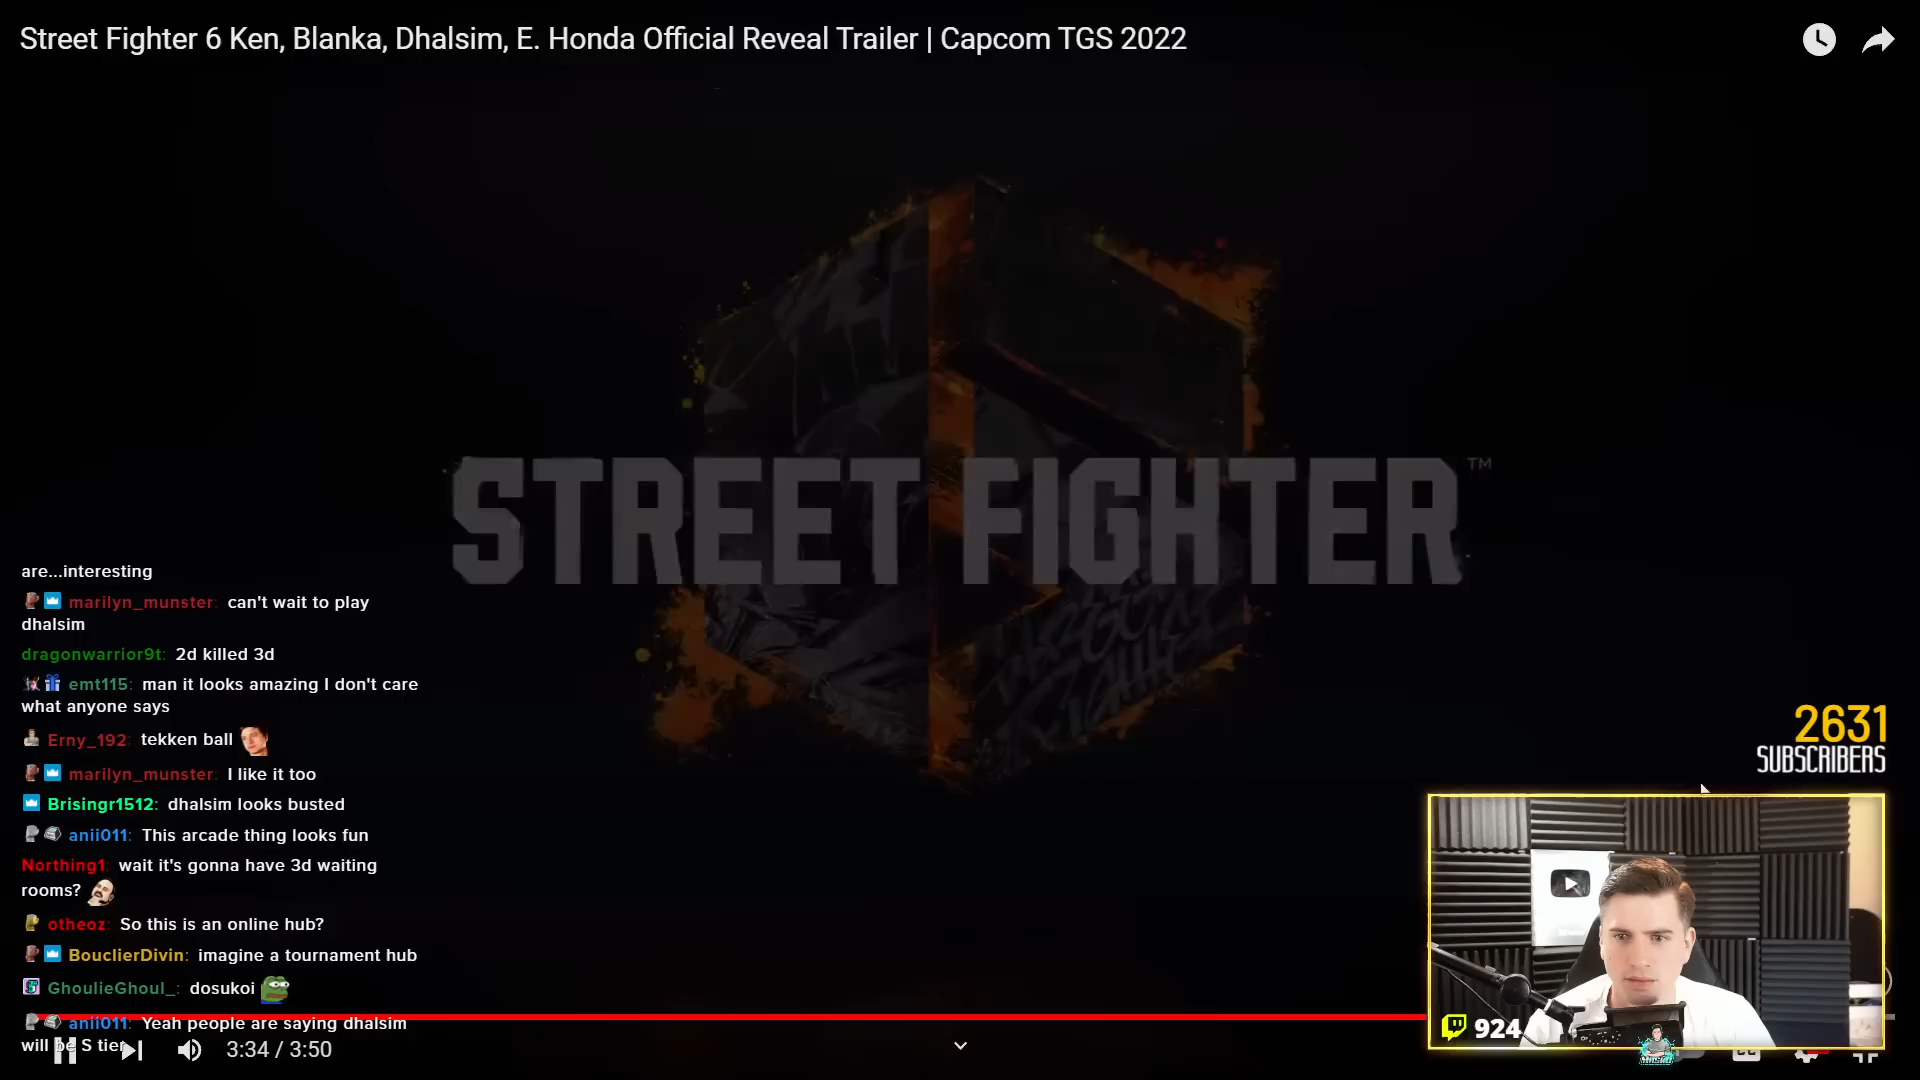 Street Fighter 6 Ken, Blanka, Dhalsim, E. Honda Official Reveal Trailer | Capcom TGS 2022
STREET FIGHTER™
are...interesting
marilyn_munster: can't wait to play
dhalsim
dragonwarrior9t: 2d killed 3d
emt115: man it looks amazing I don't care
what anyone says
Erny_192: tekken ball
marilyn_munster: I like it too
Brisingr1512: dhalsim looks busted
anii011: This arcade thing looks fun
Northing1: wait it's gonna have 3d waiting
rooms?
otheoz: So this is an online hub?
BouclierDivin: imagine a tournament hub
GhoulieGhoul_: dosukoi
anii011: Yeah people are saying dhalsim
will be S tier
3:34 / 3:50
2631
SUBSCRIBERS
924